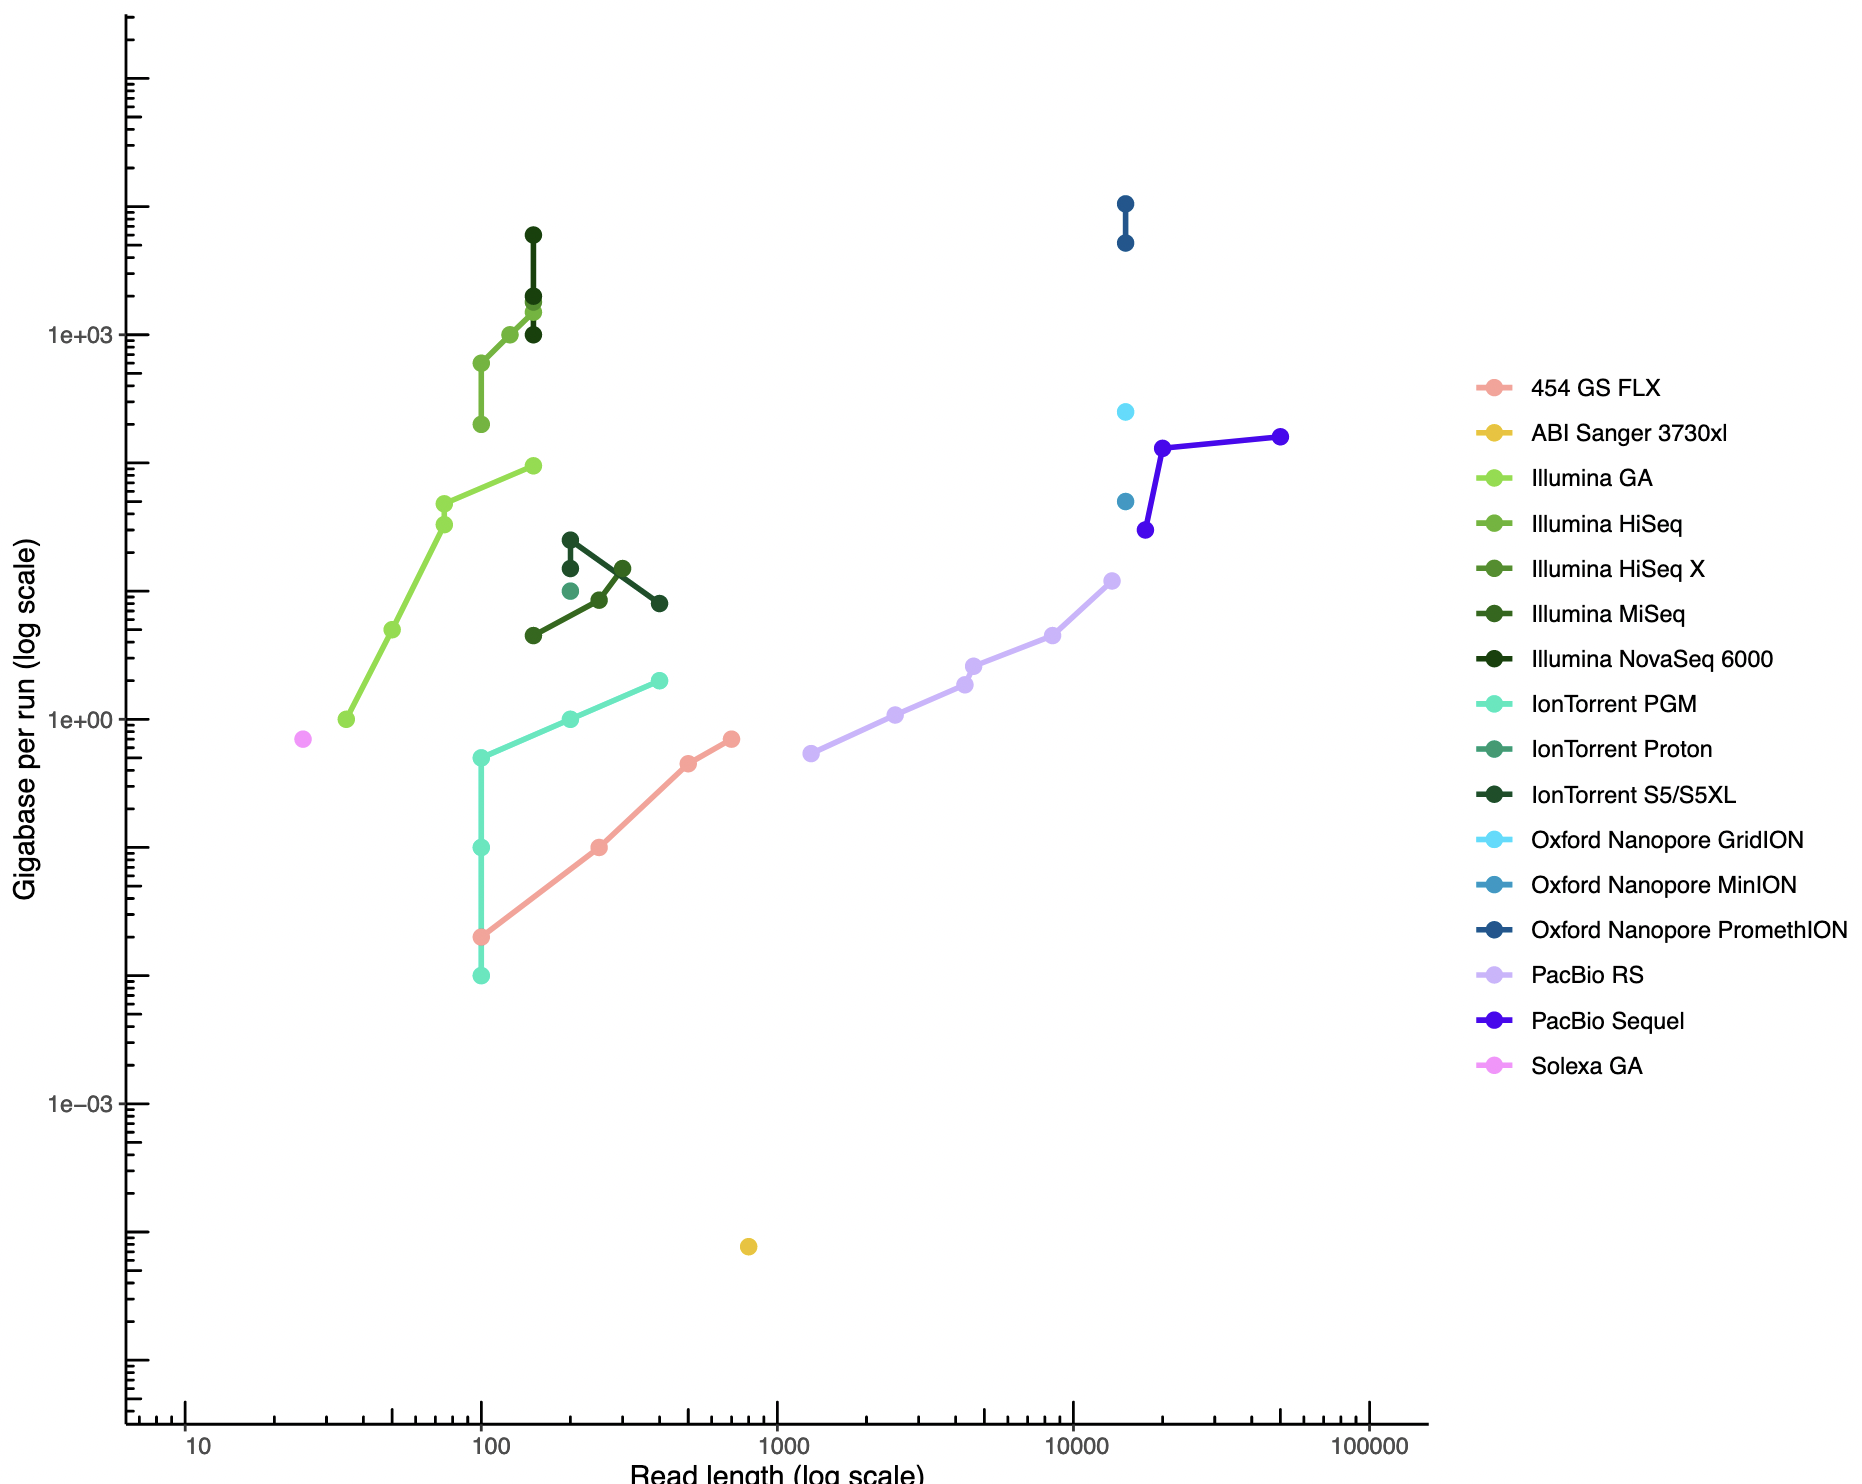 Gigabase per run (log scale)
1e+03
1e+00
1e−03
10
100
1000
10000
100000
Read length (log scale)
454 GS FLX
ABI Sanger 3730xl
Illumina GA
Illumina HiSeq
Illumina HiSeq X
Illumina MiSeq
Illumina NovaSeq 6000
IonTorrent PGM
IonTorrent Proton
IonTorrent S5/S5XL
Oxford Nanopore GridION
Oxford Nanopore MinION
Oxford Nanopore PromethION
PacBio RS
PacBio Sequel
Solexa GA